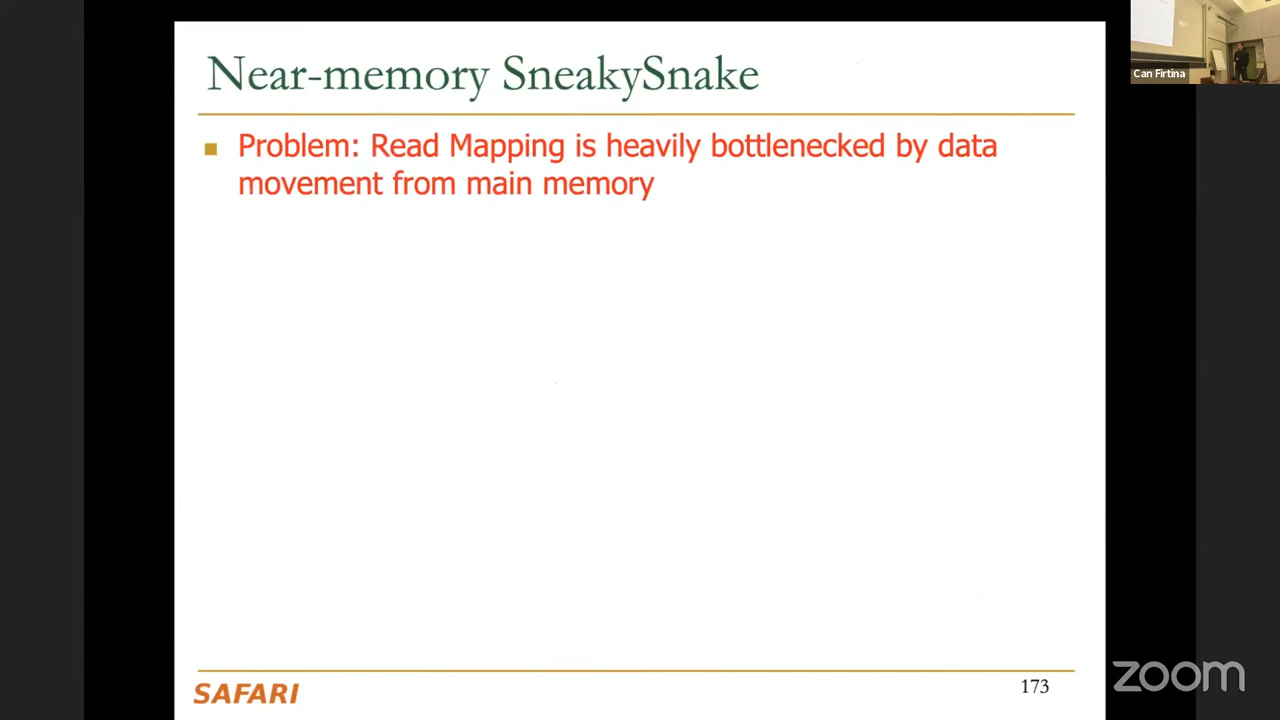 Near-memory SneakySnake
Problem: Read Mapping is heavily bottlenecked by data
movement from main memory
SAFARI
173
Can Firtina
zoom